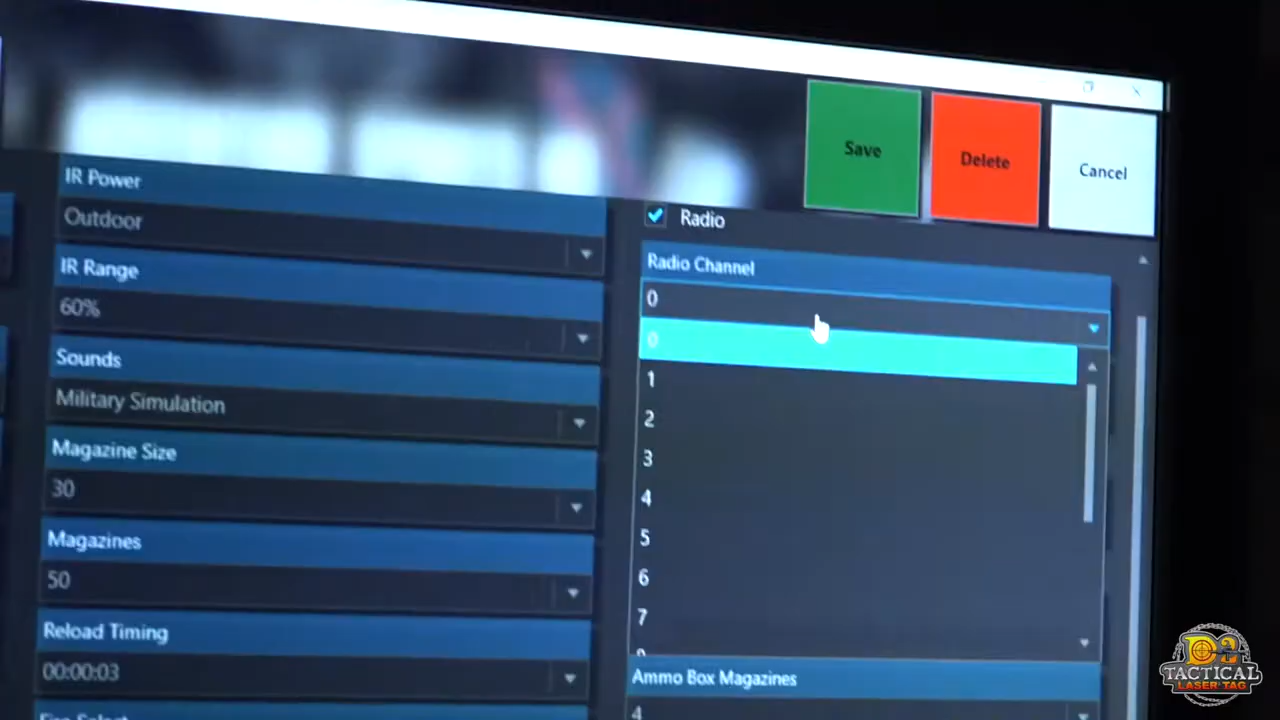 Save
Delete
Cancel
IR Power
Outdoor
IR Range
60%
Sounds
Military Simulation
Magazine Size
30
Magazines
50
Reload Timing
00:00:03
Radio
Radio Channel
0
0
1
2
3
4
5
6
7
Ammo Box Magazines
4
TACTICAL
LASER TAG